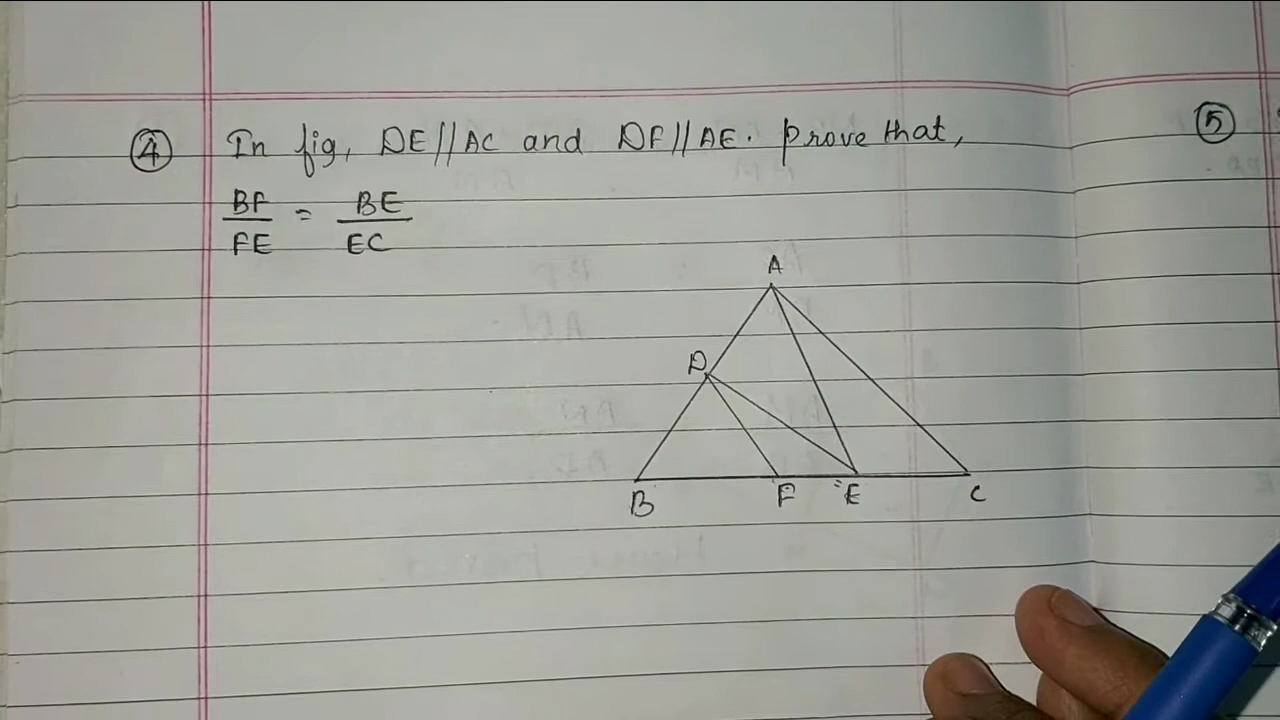 ④ In fig, DE//AC and DF//AE. prove that,
BF/FE = BE/EC
⑤
A
D
B F E C